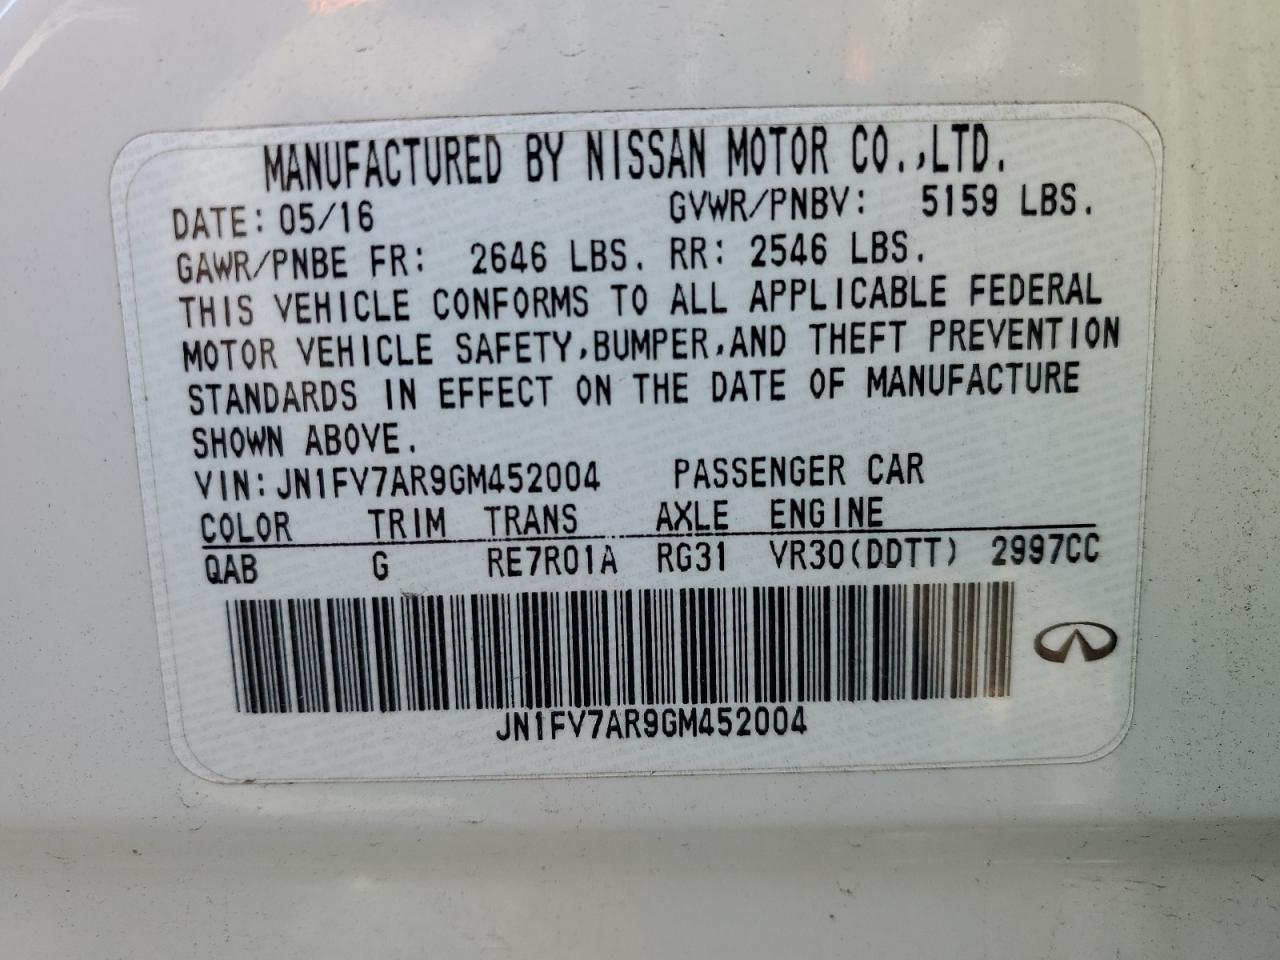 MANUFACTURED BY NISSAN MOTOR CO.,LTD.
DATE: 05/16 GVWR/PNBV: 5159 LBS.
GAWR/PNBE FR: 2646 LBS. RR: 2546 LBS.
THIS VEHICLE CONFORMS TO ALL APPLICABLE FEDERAL
MOTOR VEHICLE SAFETY,BUMPER,AND THEFT PREVENTION
STANDARDS IN EFFECT ON THE DATE OF MANUFACTURE
SHOWN ABOVE.
VIN:JN1FV7AR9GM452004 PASSENGER CAR
COLOR TRIM TRANS AXLE ENGINE
QAB G RE7R01A RG31 VR30(DDTT) 2997CC
JN1FV7AR9GM452004